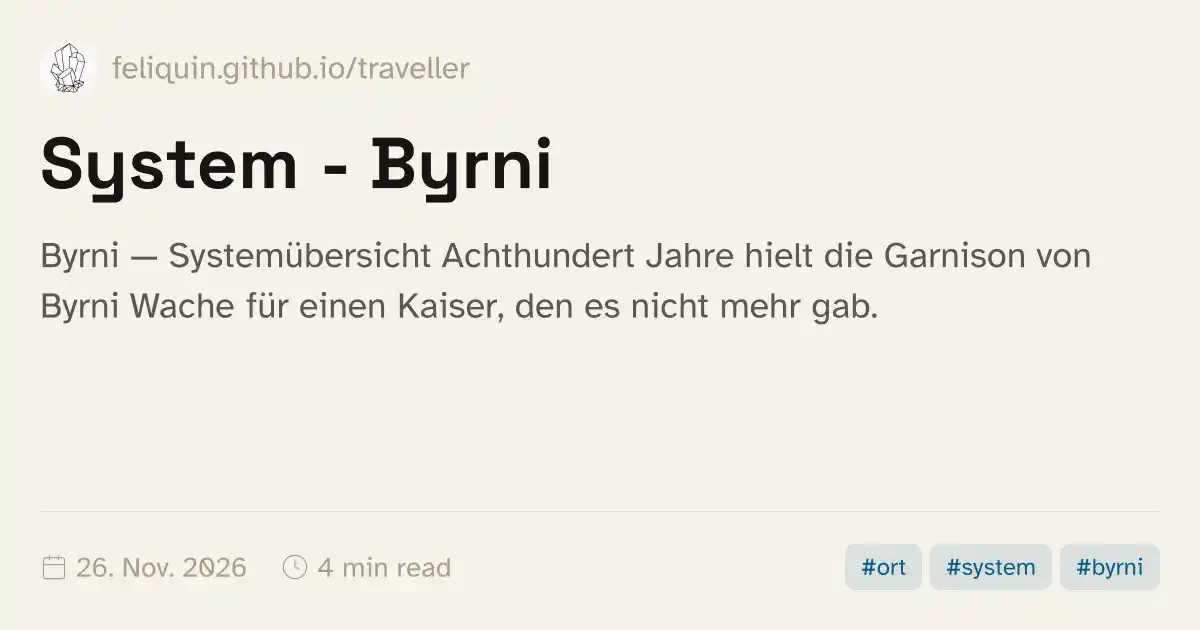 feliquin.github.io/traveller
System - Byrni
Byrni — Systemübersicht Achthundert Jahre hielt die Garnison von
Byrni Wache für einen Kaiser, den es nicht mehr gab.
26. Nov. 2026 4 min read #ort #system #byrni